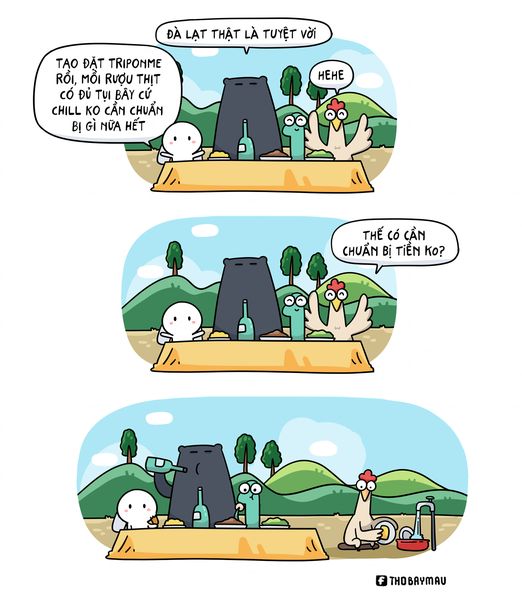 ĐÀ LẠT THẬT LÀ TUYỆT VỜI
TAO ĐẶT TRIPONME
RỒI, MỒI RƯỢU THỊT
CÓ ĐỦ TỤI BÂY CỨ
CHILL KO CẦN CHUẨN
BỊ GÌ NỮA HẾT
HEHE
THẾ CÓ CẦN
CHUẨN BỊ TIỀN KO?
f THOBAYMAU